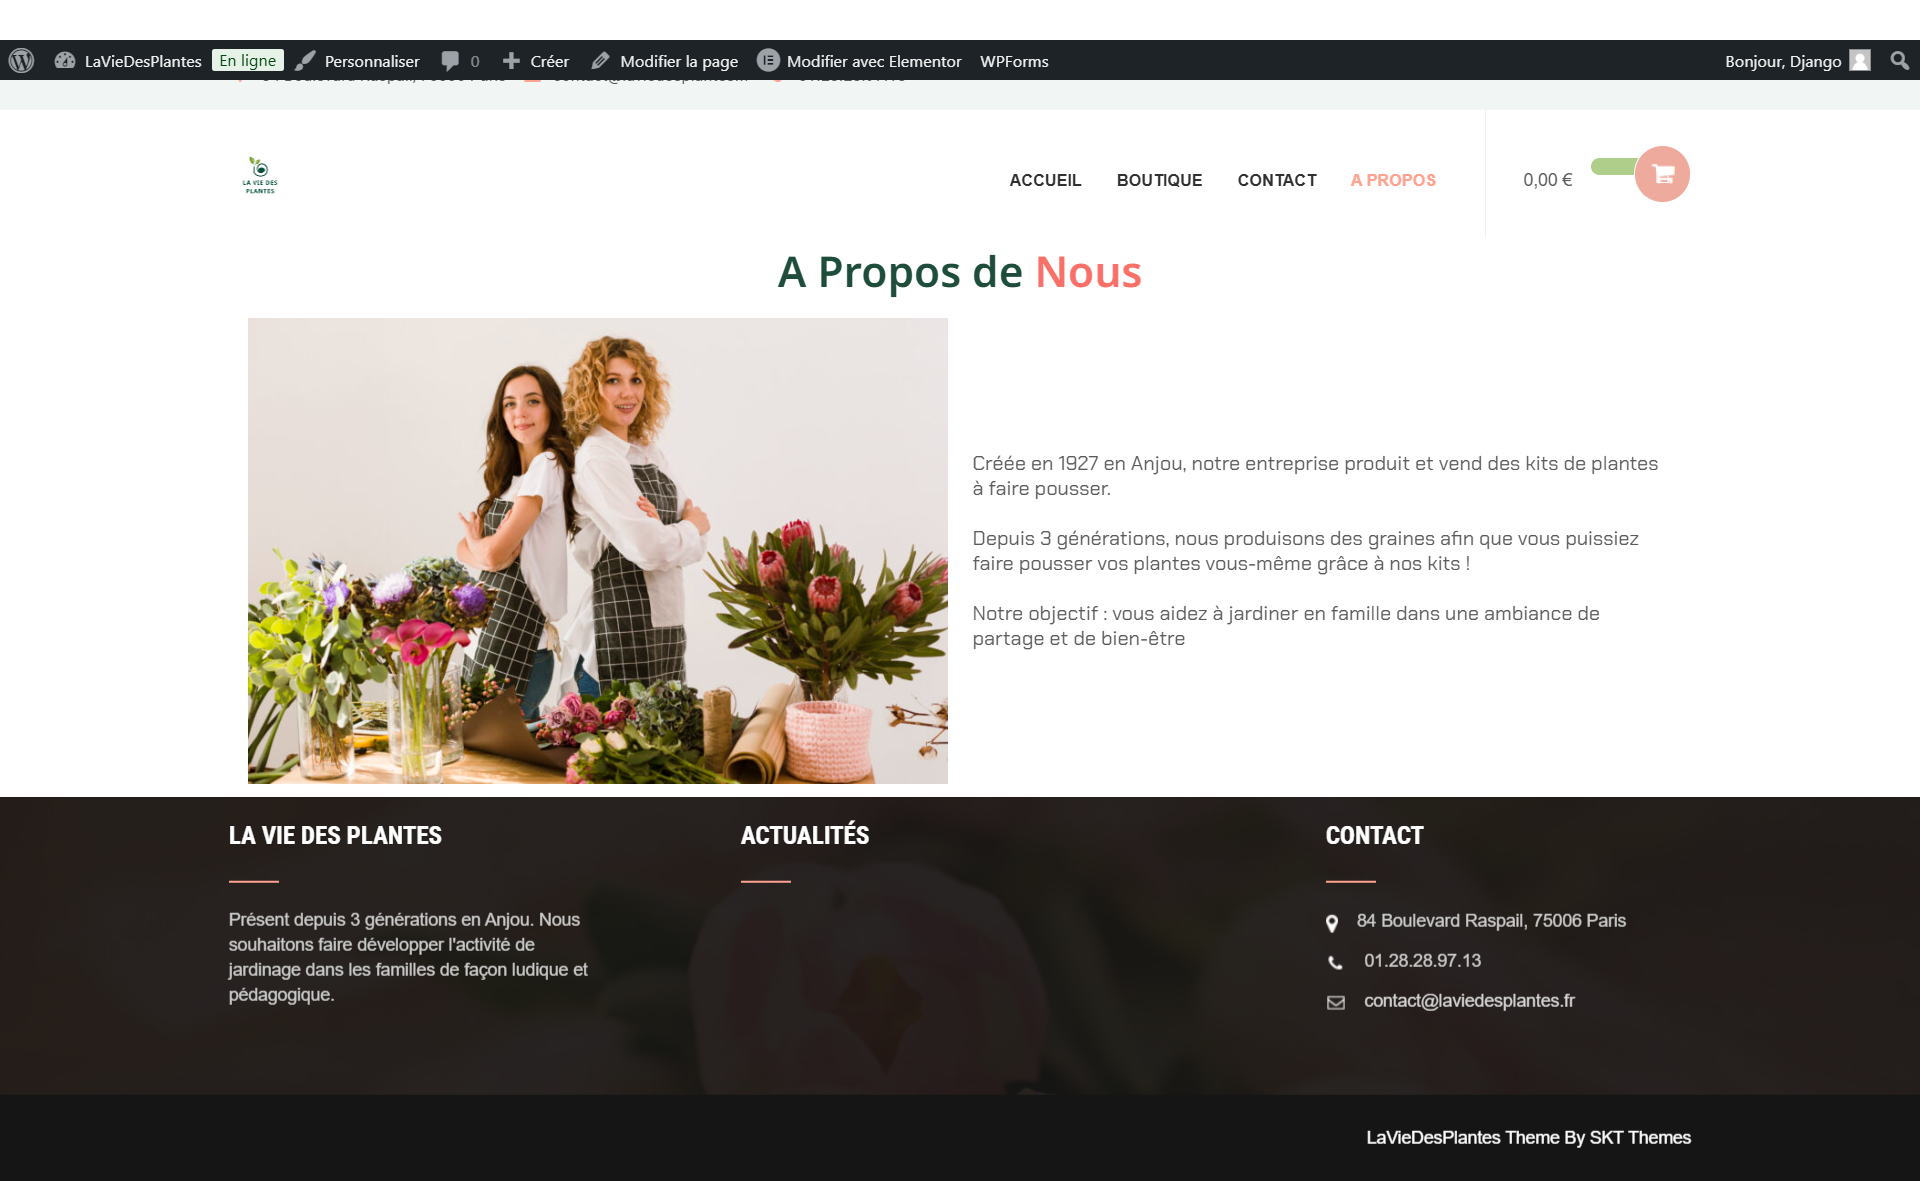 LaVieDesPlantes En ligne Personnaliser 0 Créer Modifier la page Modifier avec Elementor WPForms Bonjour, Django
LA VIE DES
PLANTES
ACCUEIL BOUTIQUE CONTACT A PROPOS 0,00 €
A Propos de Nous
Créée en 1927 en Anjou, notre entreprise produit et vend des kits de plantes
à faire pousser.
Depuis 3 générations, nous produisons des graines afin que vous puissiez
faire pousser vos plantes vous-même grâce à nos kits !
Notre objectif : vous aidez à jardiner en famille dans une ambiance de
partage et de bien-être
LA VIE DES PLANTES
Présent depuis 3 générations en Anjou. Nous
souhaitons faire développer l'activité de
jardinage dans les familles de façon ludique et
pédagogique.
ACTUALITÉS
CONTACT
84 Boulevard Raspail, 75006 Paris
01.28.28.97.13
contact@laviedesplantes.fr
LaVieDesPlantes Theme By SKT Themes